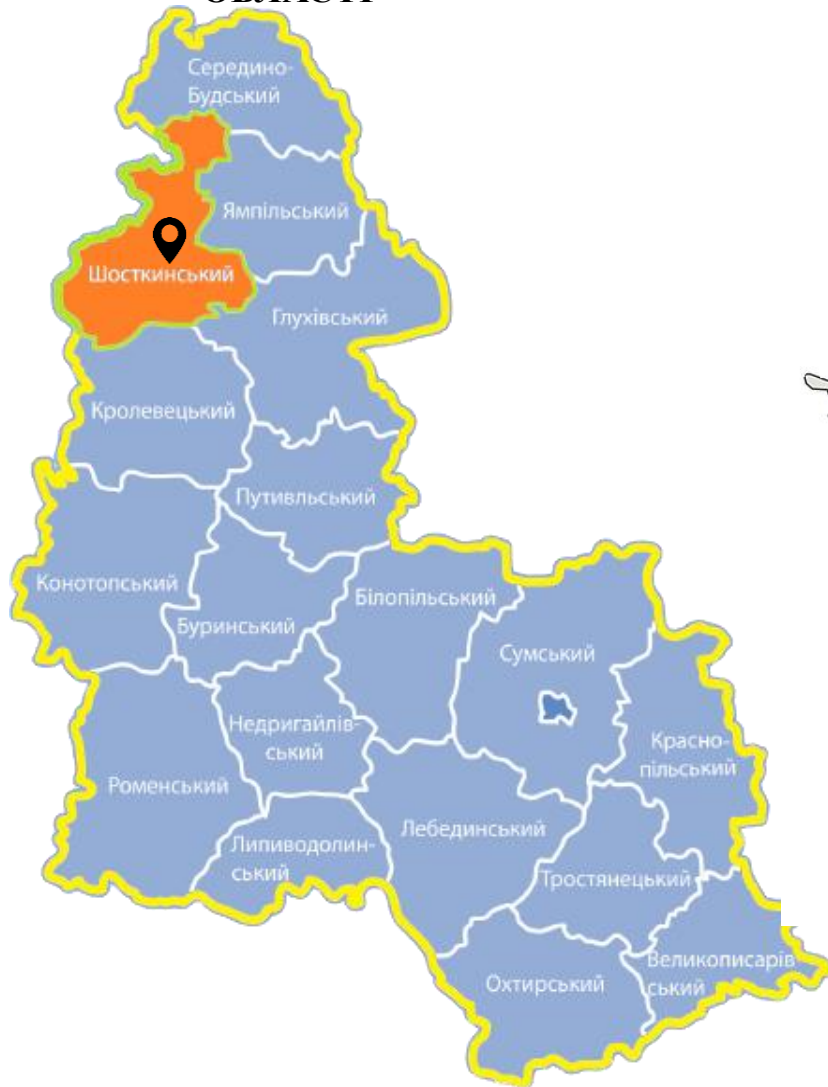 ОБЛАСТІ
Середино-
Будський
Ямпільський
Шосткинський
Глухівський
Кролевецький
Путивльський
Конотопський
Білопільський
Буринський
Сумський
Недригайлів-
ський
Красно-
пільський
Роменський
Лебединський
Липиводолин-
ський
Тростянецький
Великописарів
ський
Охтирський